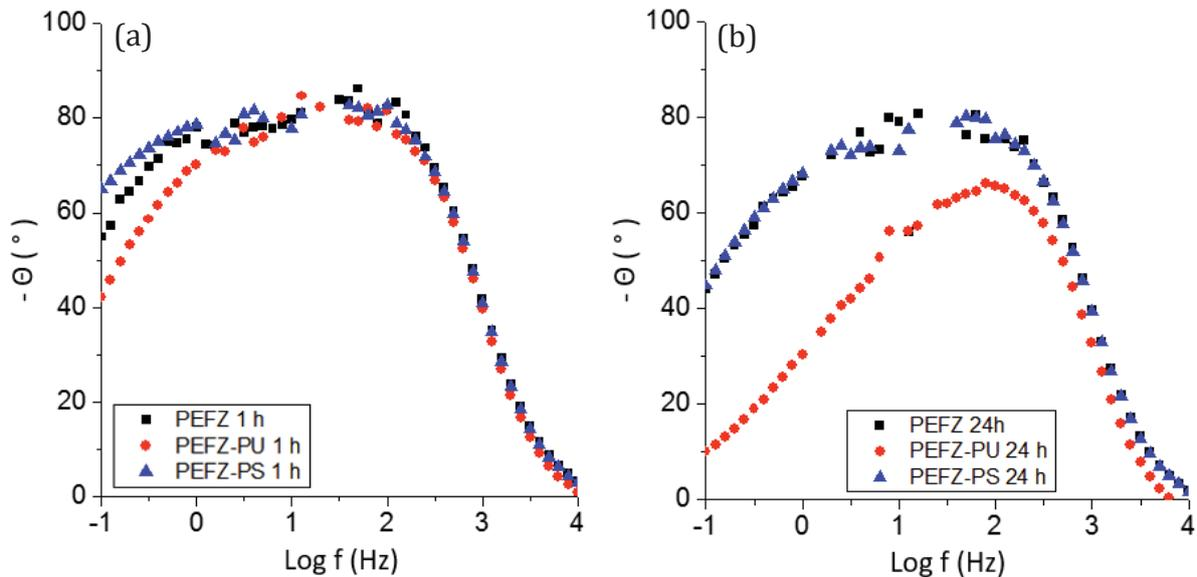 (a)
100
80
60
40
20
0
- Θ ( ° )
PEFZ 1 h
PEFZ-PU 1 h
PEFZ-PS 1 h
-1 0 1 2 3 4
Log f (Hz)
(b)
100
80
60
40
20
0
- Θ ( ° )
PEFZ 24h
PEFZ-PU 24 h
PEFZ-PS 24 h
-1 0 1 2 3 4
Log f (Hz)